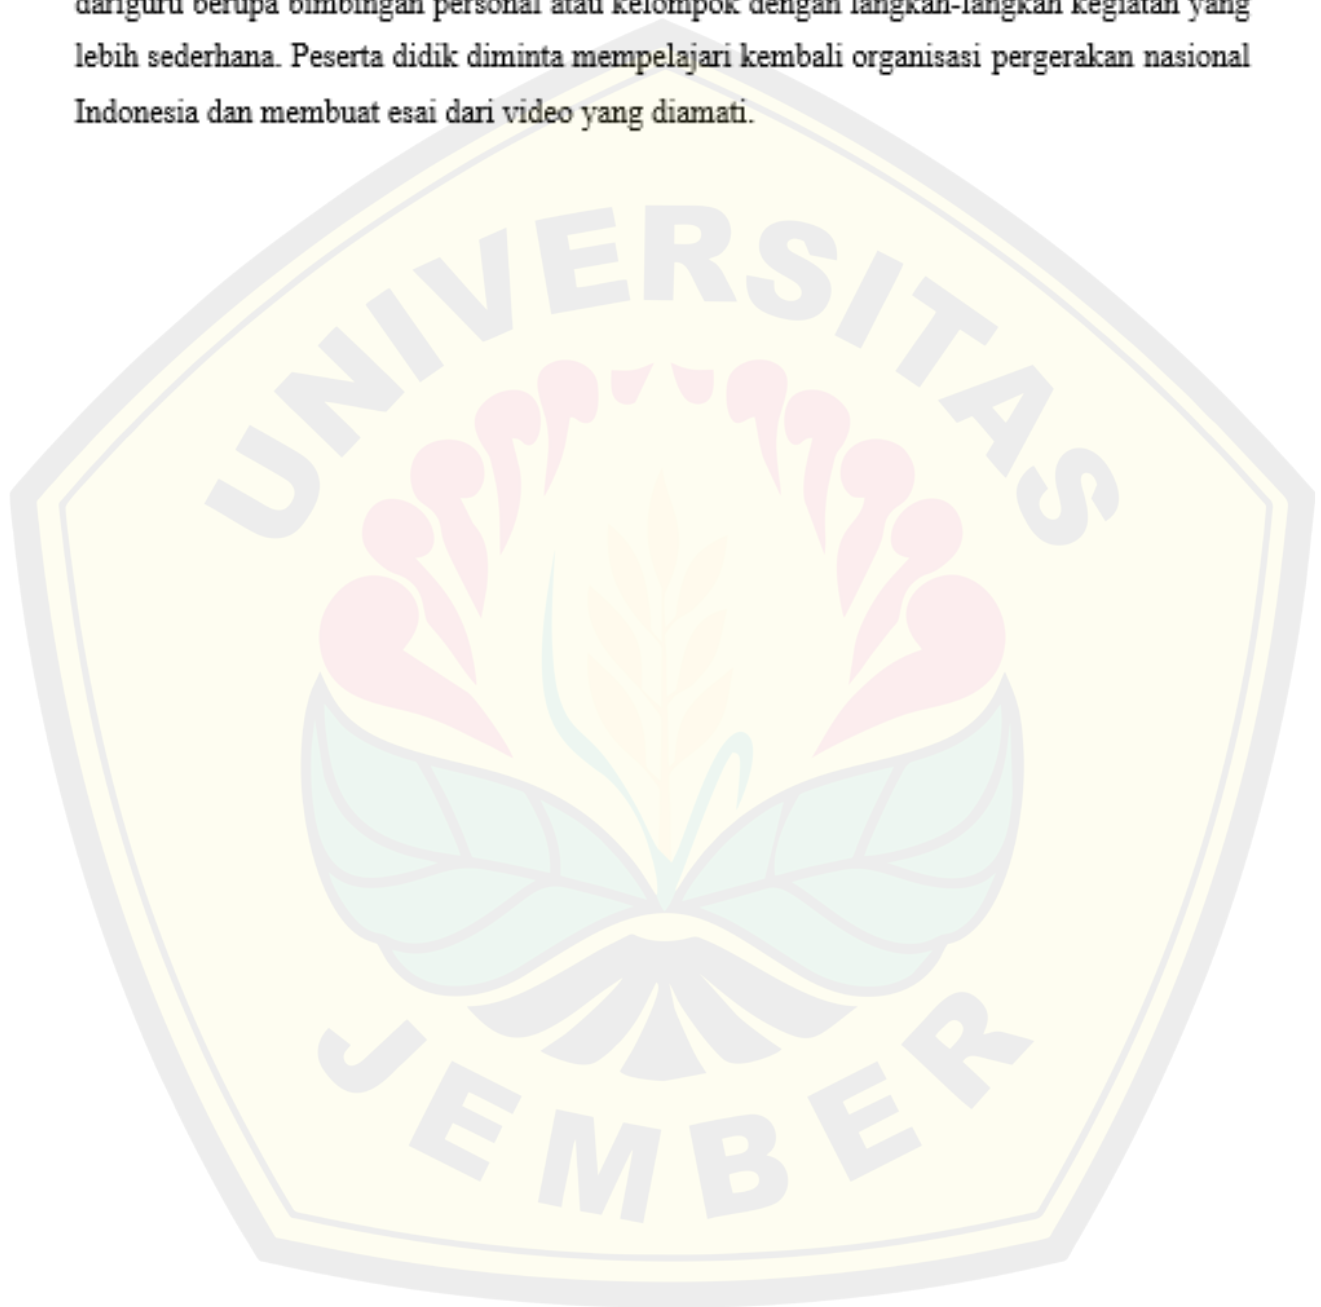 dariguru berupa bimbingan personal atau kelompok dengan langkah-langkah kegiatan yang
lebih sederhana. Peserta didik diminta mempelajari kembali organisasi pergerakan nasional
Indonesia dan membuat esai dari video yang diamati.
UNIVERSITAS
JEMBER